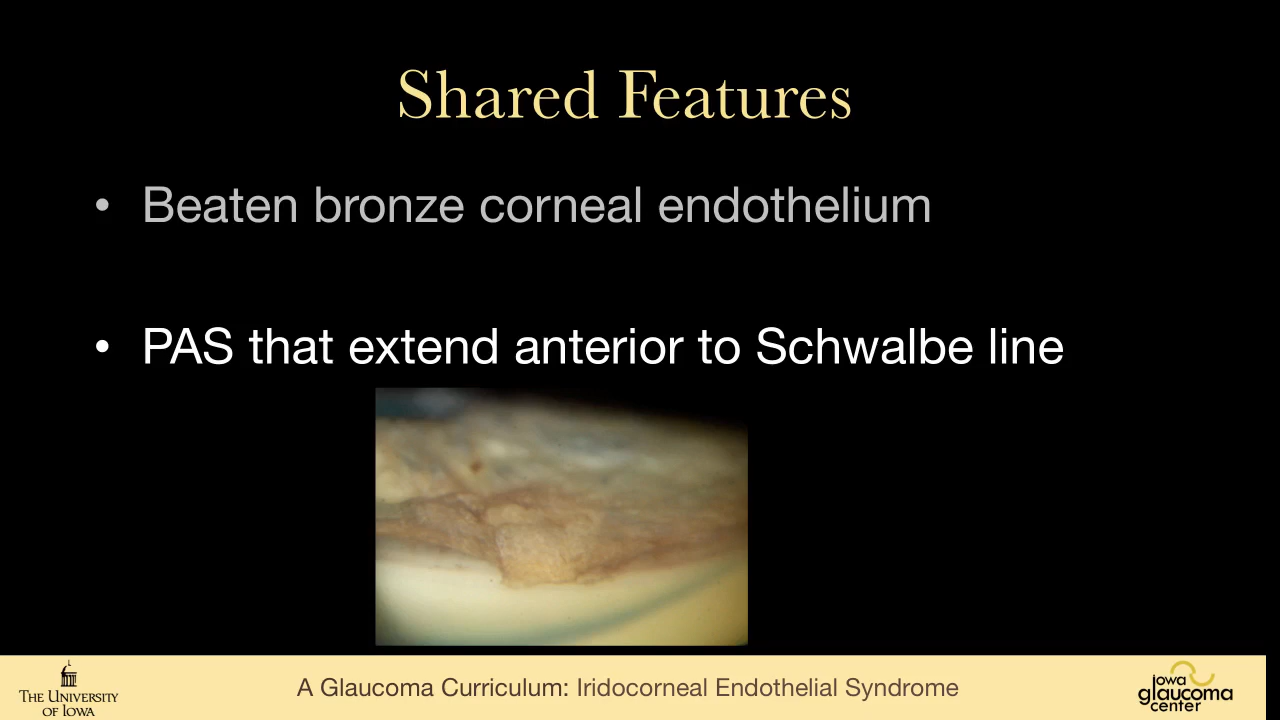 Shared Features
• Beaten bronze corneal endothelium
• PAS that extend anterior to Schwalbe line
THE UNIVERSITY
OF IOWA
A Glaucoma Curriculum: Iridocorneal Endothelial Syndrome
iowa
glaucoma
center